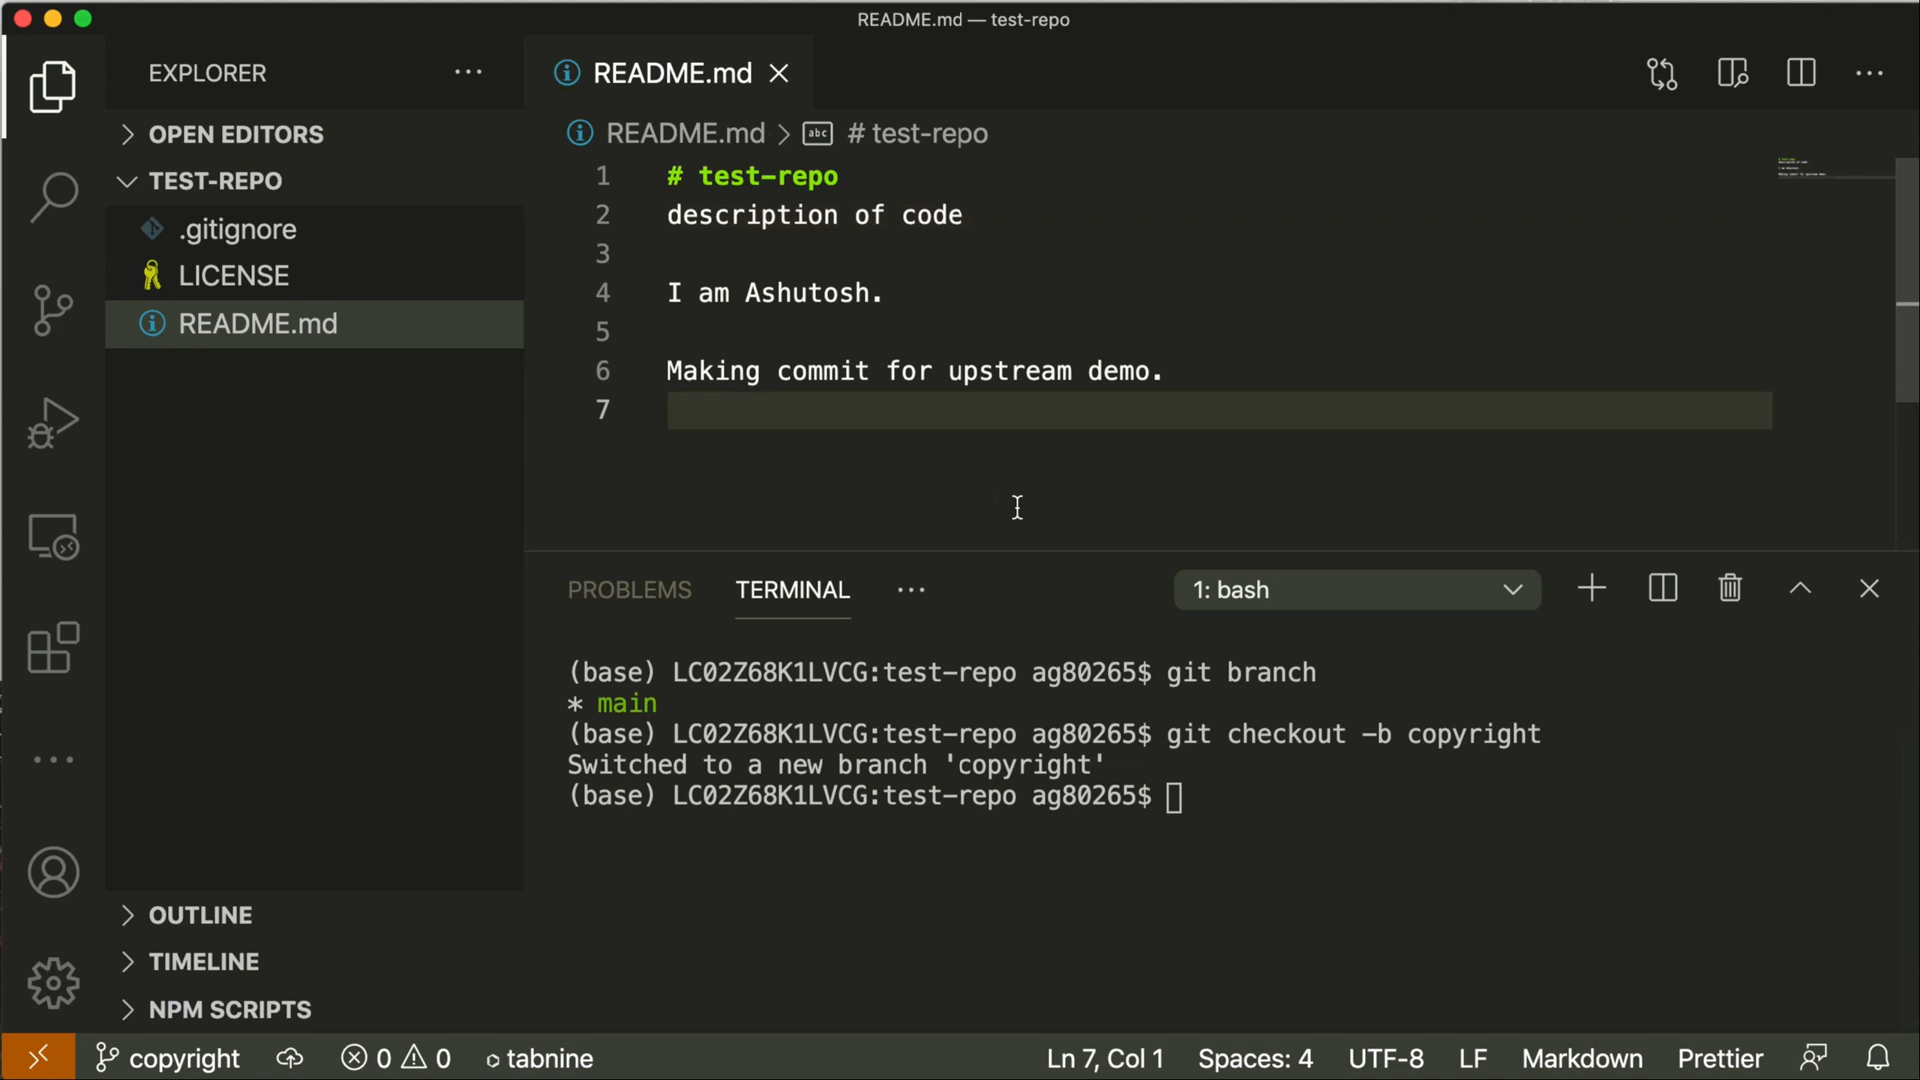 README.md — test-repo
EXPLORER ...
README.md
OPEN EDITORS
README.md > abc # test-repo
TEST-REPO
.gitignore
LICENSE
README.md
1 # test-repo
2 description of code
3
4 I am Ashutosh.
5
6 Making commit for upstream demo.
7
PROBLEMS TERMINAL ... 1: bash
(base) LC02Z68K1LVCG:test-repo ag80265$ git branch
* main
(base) LC02Z68K1LVCG:test-repo ag80265$ git checkout -b copyright
Switched to a new branch 'copyright'
(base) LC02Z68K1LVCG:test-repo ag80265$
OUTLINE
TIMELINE
NPM SCRIPTS
copyright 0 0 tabnine Ln 7, Col 1 Spaces: 4 UTF-8 LF Markdown Prettier